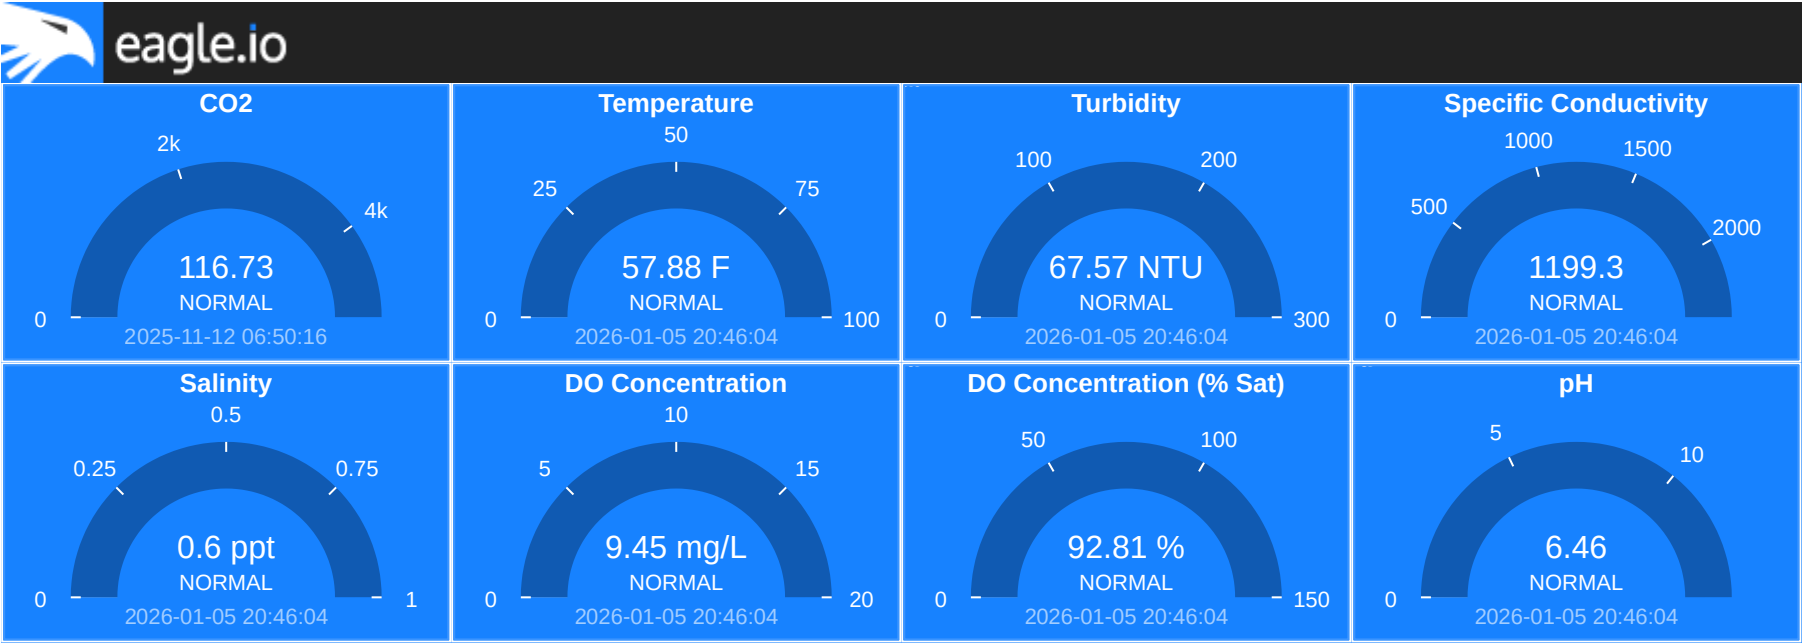 eagle.io
CO2
2k
4k
0
116.73
NORMAL
2025-11-12 06:50:16
Temperature
50
25
75
0
100
57.88 F
NORMAL
2026-01-05 20:46:04
Turbidity
100
200
0
300
67.57 NTU
NORMAL
2026-01-05 20:46:04
Specific Conductivity
1000
1500
500
2000
0
1199.3
NORMAL
2026-01-05 20:46:04
Salinity
0.5
0.25
0.75
0
1
0.6 ppt
NORMAL
2026-01-05 20:46:04
DO Concentration
10
5
15
0
20
9.45 mg/L
NORMAL
2026-01-05 20:46:04
DO Concentration (% Sat)
50
100
0
150
92.81 %
NORMAL
2026-01-05 20:46:04
pH
5
10
0
6.46
NORMAL
2026-01-05 20:46:04